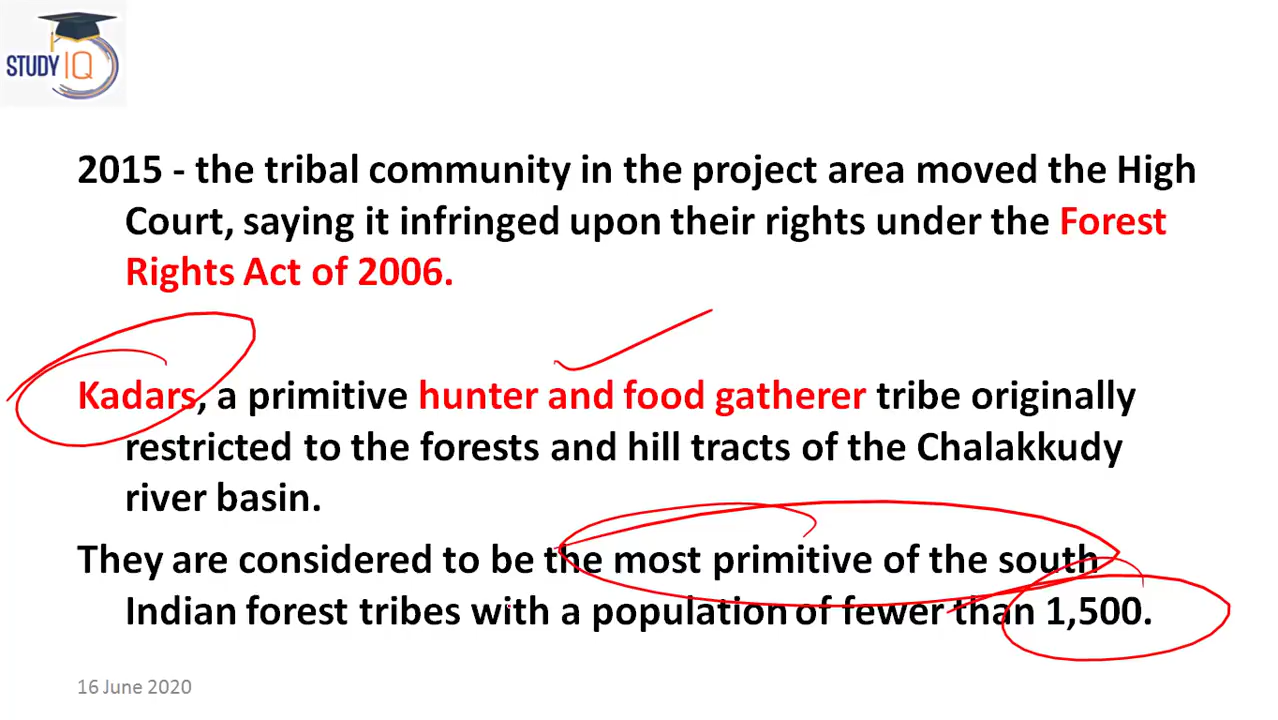 STUDY IQ
2015 - the tribal community in the project area moved the High
Court, saying it infringed upon their rights under the Forest
Rights Act of 2006.
Kadars, a primitive hunter and food gatherer tribe originally
restricted to the forests and hill tracts of the Chalakkudy
river basin.
They are considered to be the most primitive of the south
Indian forest tribes with a population of fewer than 1,500.
16 June 2020